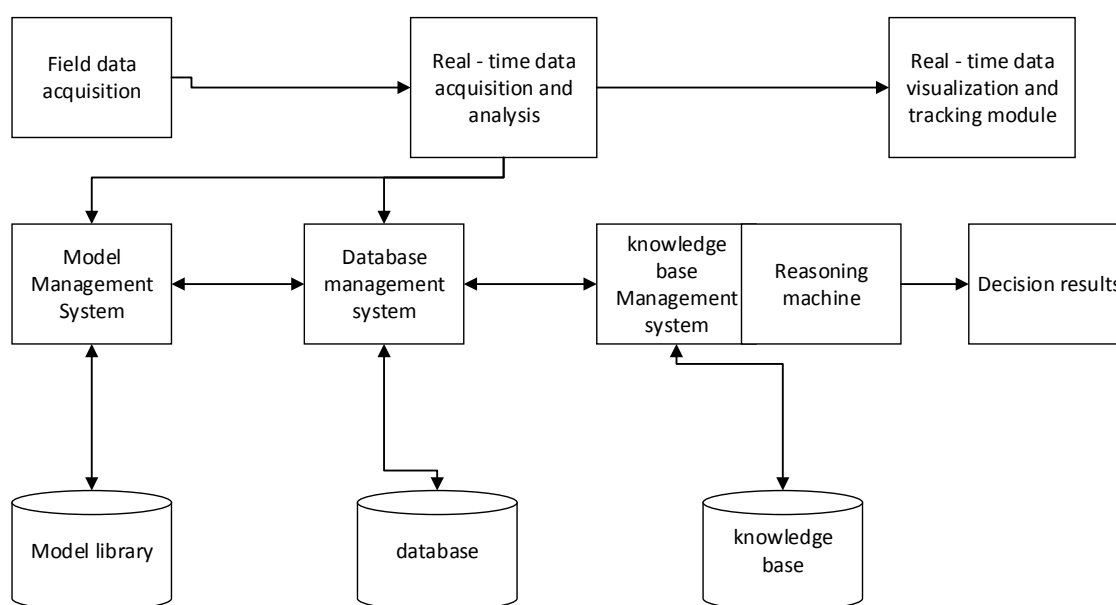 Field data
acquisition
Real - time data
acquisition and
analysis
Real - time data
visualization and
tracking module
Model
Management
System
Database
management
system
knowledge
base
Management
system
Reasoning
machine
Decision results
Model library
database
knowledge
base